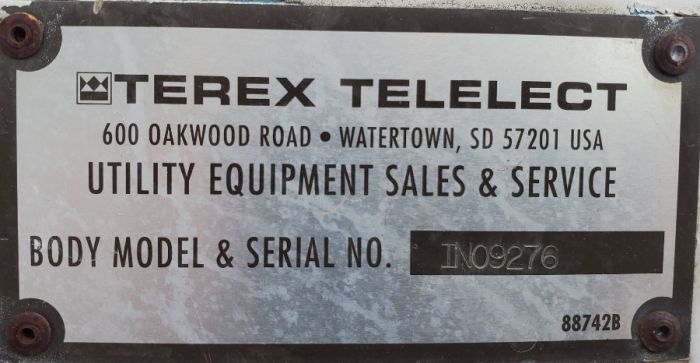 TEREX TELELECT
600 OAKWOOD ROAD • WATERTOWN, SD 57201 USA
UTILITY EQUIPMENT SALES & SERVICE
BODY MODEL & SERIAL NO. IN09276
88742B